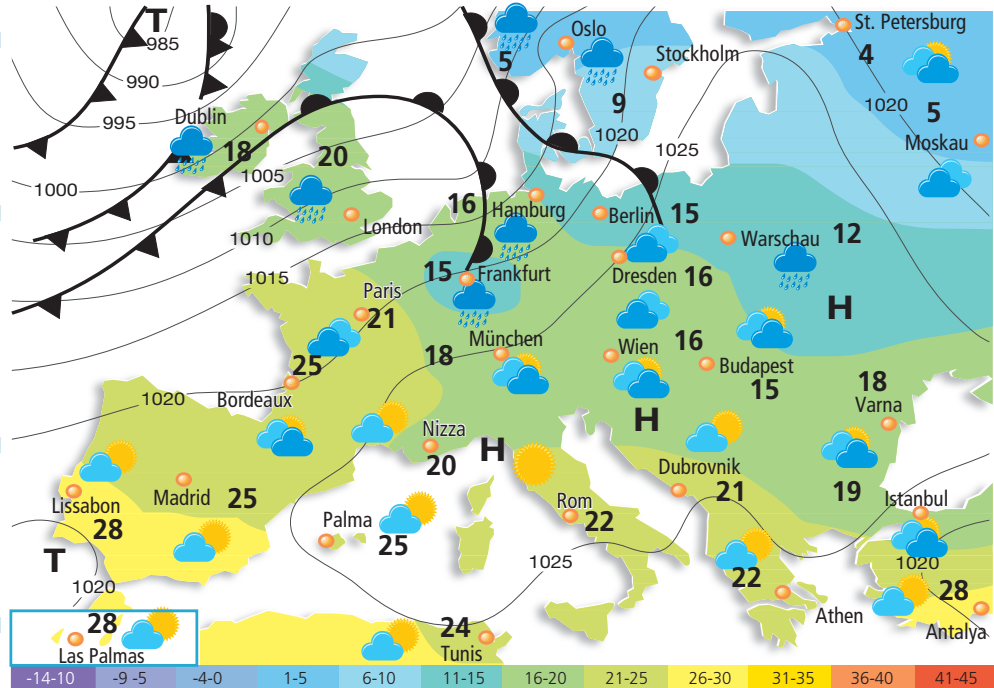 T
985
Oslo
St. Petersburg
4
990
5
Stockholm
9
1020
5
995
Dublin
18
20
1020
1025
Moskau
1000
1005
16
Hamburg
Berlin
15
12
London
Warschau
1010
1015
15
Frankfurt
Dresden
16
H
Paris
21
München
18
Wien
16
25
Budapest
15
18
1020
Bordeaux
Varna
H
Nizza
20
H
Dubrovnik
21
19
Lissabon
28
Madrid
25
Rom
22
Istanbul
Palma
25
T
1020
1025
1020
22
28
Athen
Antalya
28
Las Palmas
24
Tunis
-14-10 -9 -5 -4-0 1-5 6-10 11-15 16-20 21-25 26-30 31-35 36-40 41-45